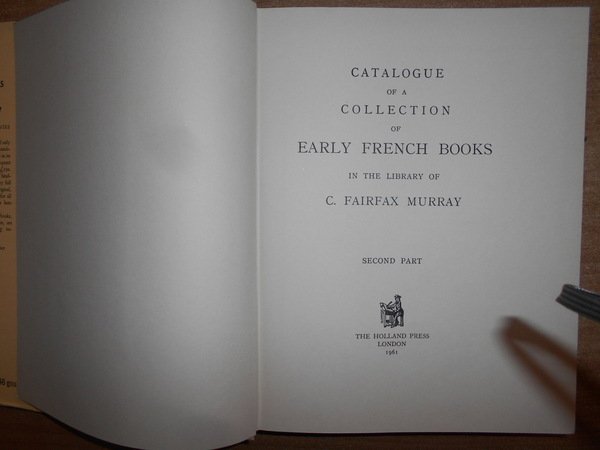 CATALOGUE
OF A
COLLECTION
OF
EARLY FRENCH BOOKS
IN THE LIBRARY OF
C. FAIRFAX MURRAY
SECOND PART
THE HOLLAND PRESS
LONDON
1961